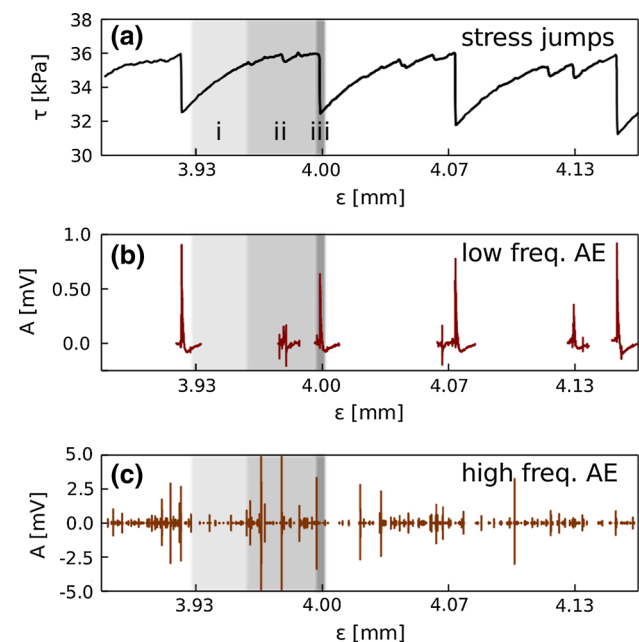 (a) stress jumps
38
36
34
32
30
τ [kPa]
i ii iii
3.93 4.00 4.07 4.13
ε [mm]
(b) low freq. AE
1.0
0.50
0.0
A [mV]
3.93 4.00 4.07 4.13
ε [mm]
(c) high freq. AE
5.0
2.5
0.0
-2.5
-5.0
A [mV]
3.93 4.00 4.07 4.13
ε [mm]